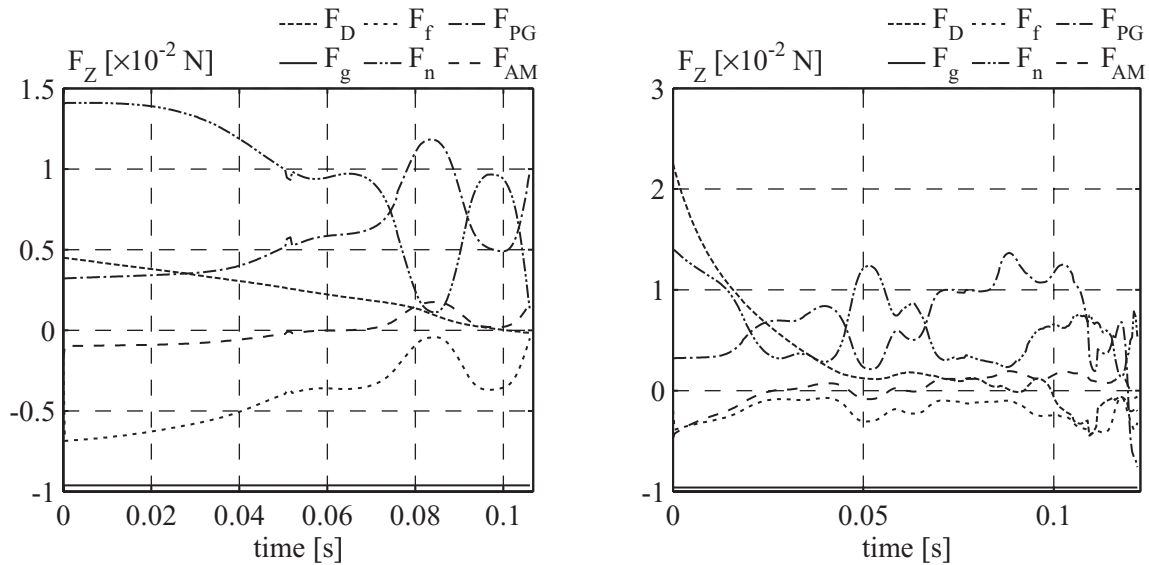 F_D F_f F_PG
F_Z [×10^-2 N] F_g F_n F_AM
1.5
1
0.5
0
-0.5
-1
0 0.02 0.04 0.06 0.08 0.1
time [s]
F_D F_f F_PG
F_Z [×10^-2 N] F_g F_n F_AM
3
2
1
0
-1
0 0.05 0.1
time [s]